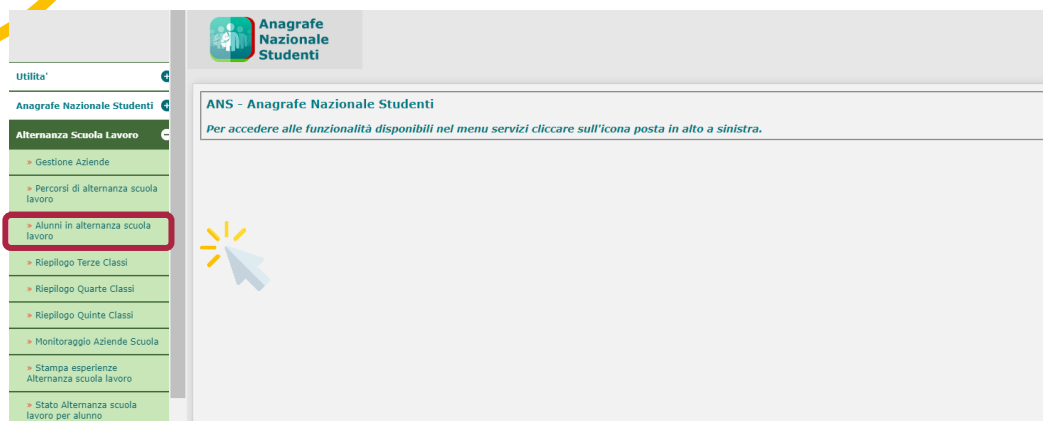 Anagrafe
Nazionale
Studenti
Utilita'
Anagrafe Nazionale Studenti
Alternanza Scuola Lavoro
» Gestione Aziende
» Percorsi di alternanza scuola
lavoro
» Alunni in alternanza scuola
lavoro
» Riepilogo Terze Classi
» Riepilogo Quarte Classi
» Riepilogo Quinte Classi
» Monitoraggio Aziende Scuola
» Stampa esperienze
Alternanza scuola lavoro
» Stato Alternanza scuola
lavoro per alunno
ANS - Anagrafe Nazionale Studenti
Per accedere alle funzionalità disponibili nel menu servizi cliccare sull'icona posta in alto a sinistra.